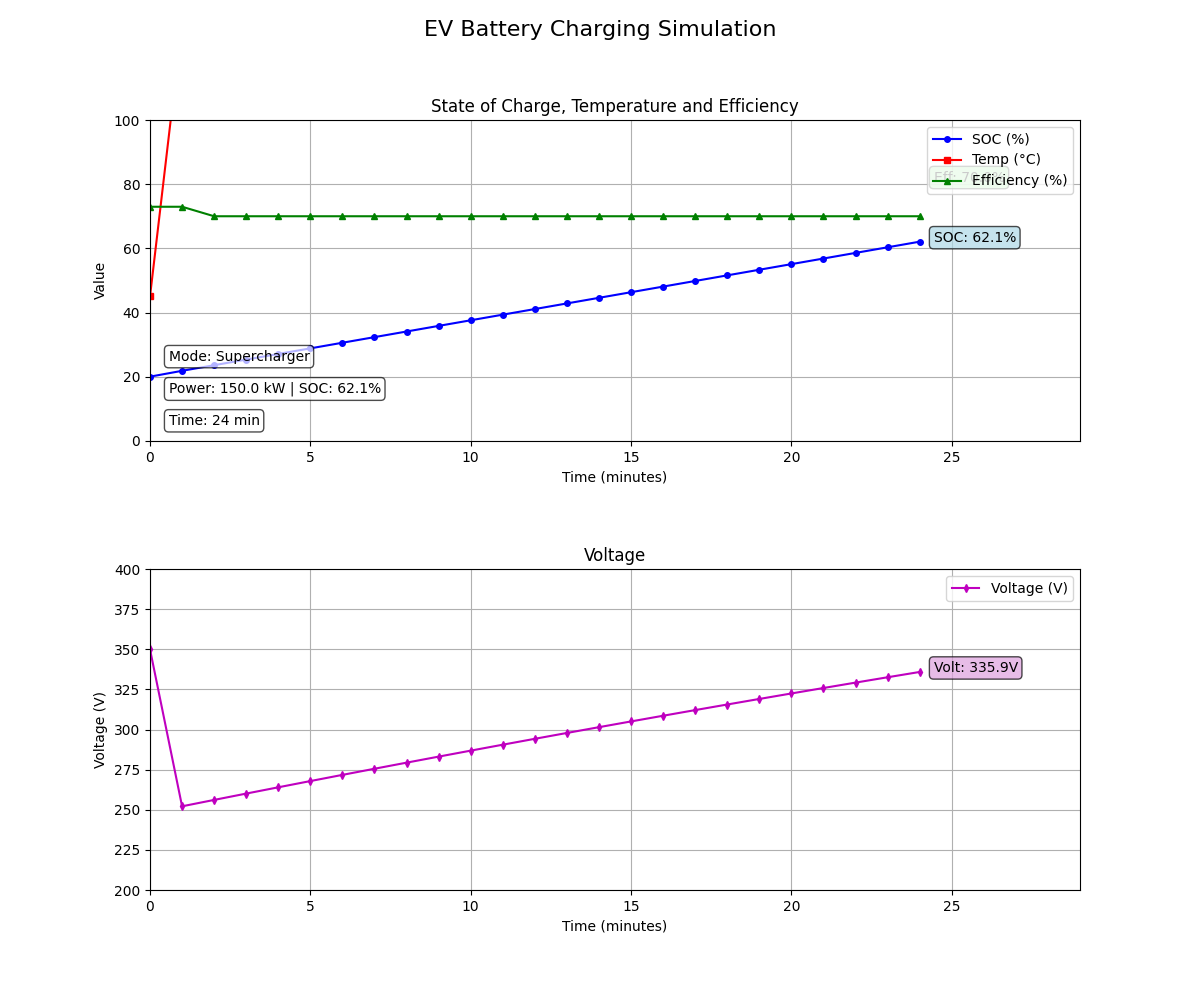 EV Battery Charging Simulation
State of Charge, Temperature and Efficiency
100
80
60
40
20
0
Value
SOC (%)
Temp (°C)
Efficiency (%)
SOC: 62.1%
Mode: Supercharger
Power: 150.0 kW | SOC: 62.1%
Time: 24 min
0 5 10 15 20 25
Time (minutes)
Voltage
400
375
350
325
300
275
250
225
200
Voltage (V)
Voltage (V)
Volt: 335.9V
0 5 10 15 20 25
Time (minutes)